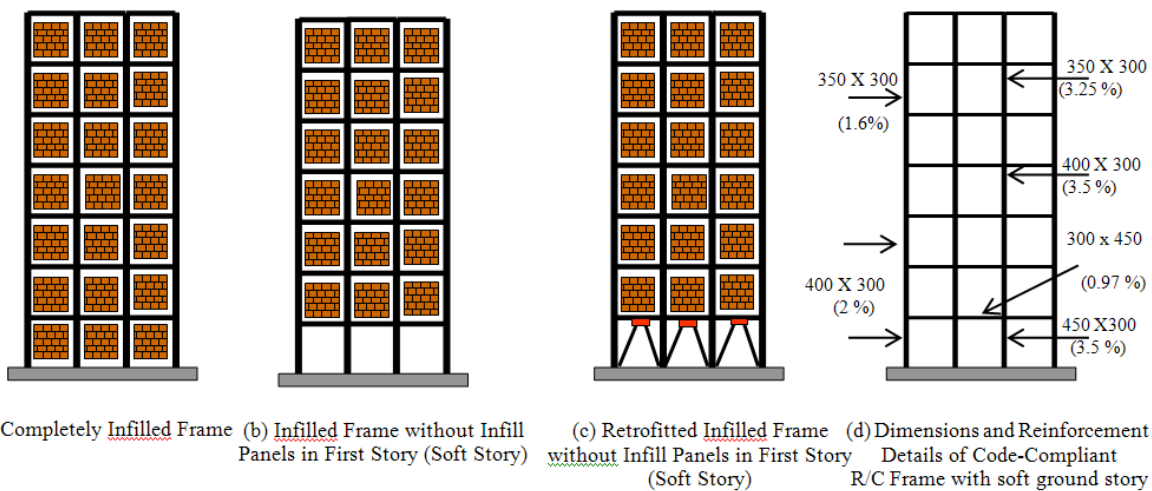 350 X 300
(1.6%)
350 X 300
(3.25 %)
400 X 300
(3.5 %)
300 x 450
(0.97 %)
400 X 300
(2 %)
450 X300
(3.5 %)
Completely Infilled Frame
(b) Infilled Frame without Infill
Panels in First Story (Soft Story)
(c) Retrofitted Infilled Frame
without Infill Panels in First Story
(Soft Story)
(d) Dimensions and Reinforcement
Details of Code-Compliant
R/C Frame with soft ground story